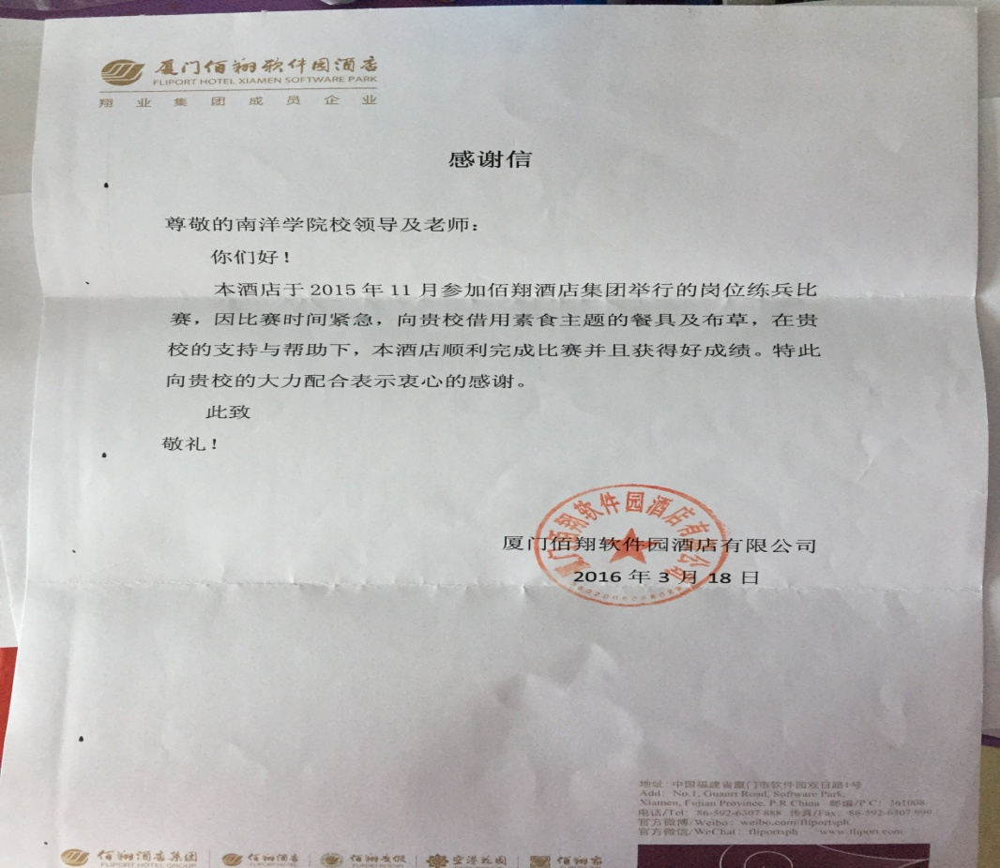 厦门佰翔软件园酒店
FLIPORT HOTEL XIAMEN SOFTWARE PARK
翔业集团成员企业
感谢信
尊敬的南洋学院校领导及老师：
你们好！
本酒店于 2015 年 11 月参加佰翔酒店集团举行的岗位练兵比
赛，因比赛时间紧急，向贵校借用素食主题的餐具及布草，在贵
校的支持与帮助下，本酒店顺利完成比赛并且获得好成绩。特此
向贵校的大力配合表示衷心的感谢。
此致
敬礼！
厦门佰翔软件园酒店有限公司
厦门佰翔软件园酒店有限公司
2016 年 3 月 18 日
地址：中国福建省厦门市软件园观日路1号
Add：No.1, Guanri Road, Software Park,
Xiamen, Fujian Province, P.R China 邮编/P.C：361008
电话/Tel：86-592-6307 888 传真/Fax：86-592-6307 999
官方微博/Weibo：weibo.com/fliportsph
官方微信/WeChat：fliportsph www.fliport.com
佰翔酒店集团 佰翔酒店 佰翔度假 空港花园 佰翔家
FLIPORT HOTEL GROUP FLIPORT HOTEL